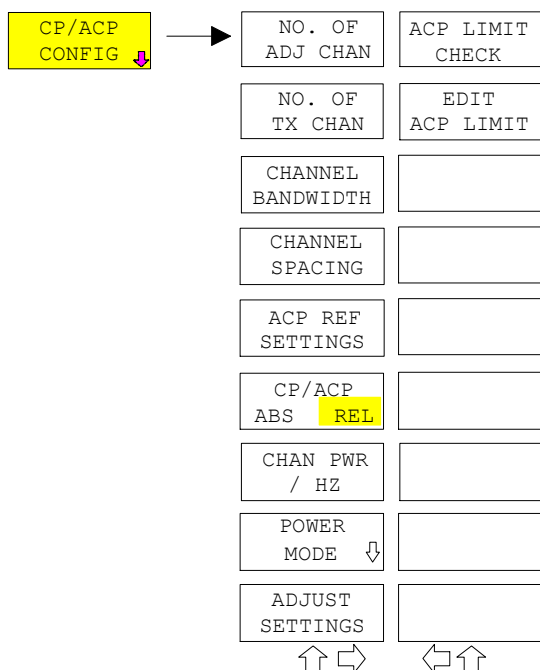 CP/ACP
CONFIG
NO. OF
ADJ CHAN
ACP LIMIT
CHECK
NO. OF
TX CHAN
EDIT
ACP LIMIT
CHANNEL
BANDWIDTH
CHANNEL
SPACING
ACP REF
SETTINGS
CP/ACP
ABS REL
CHAN PWR
/ HZ
POWER
MODE
ADJUST
SETTINGS